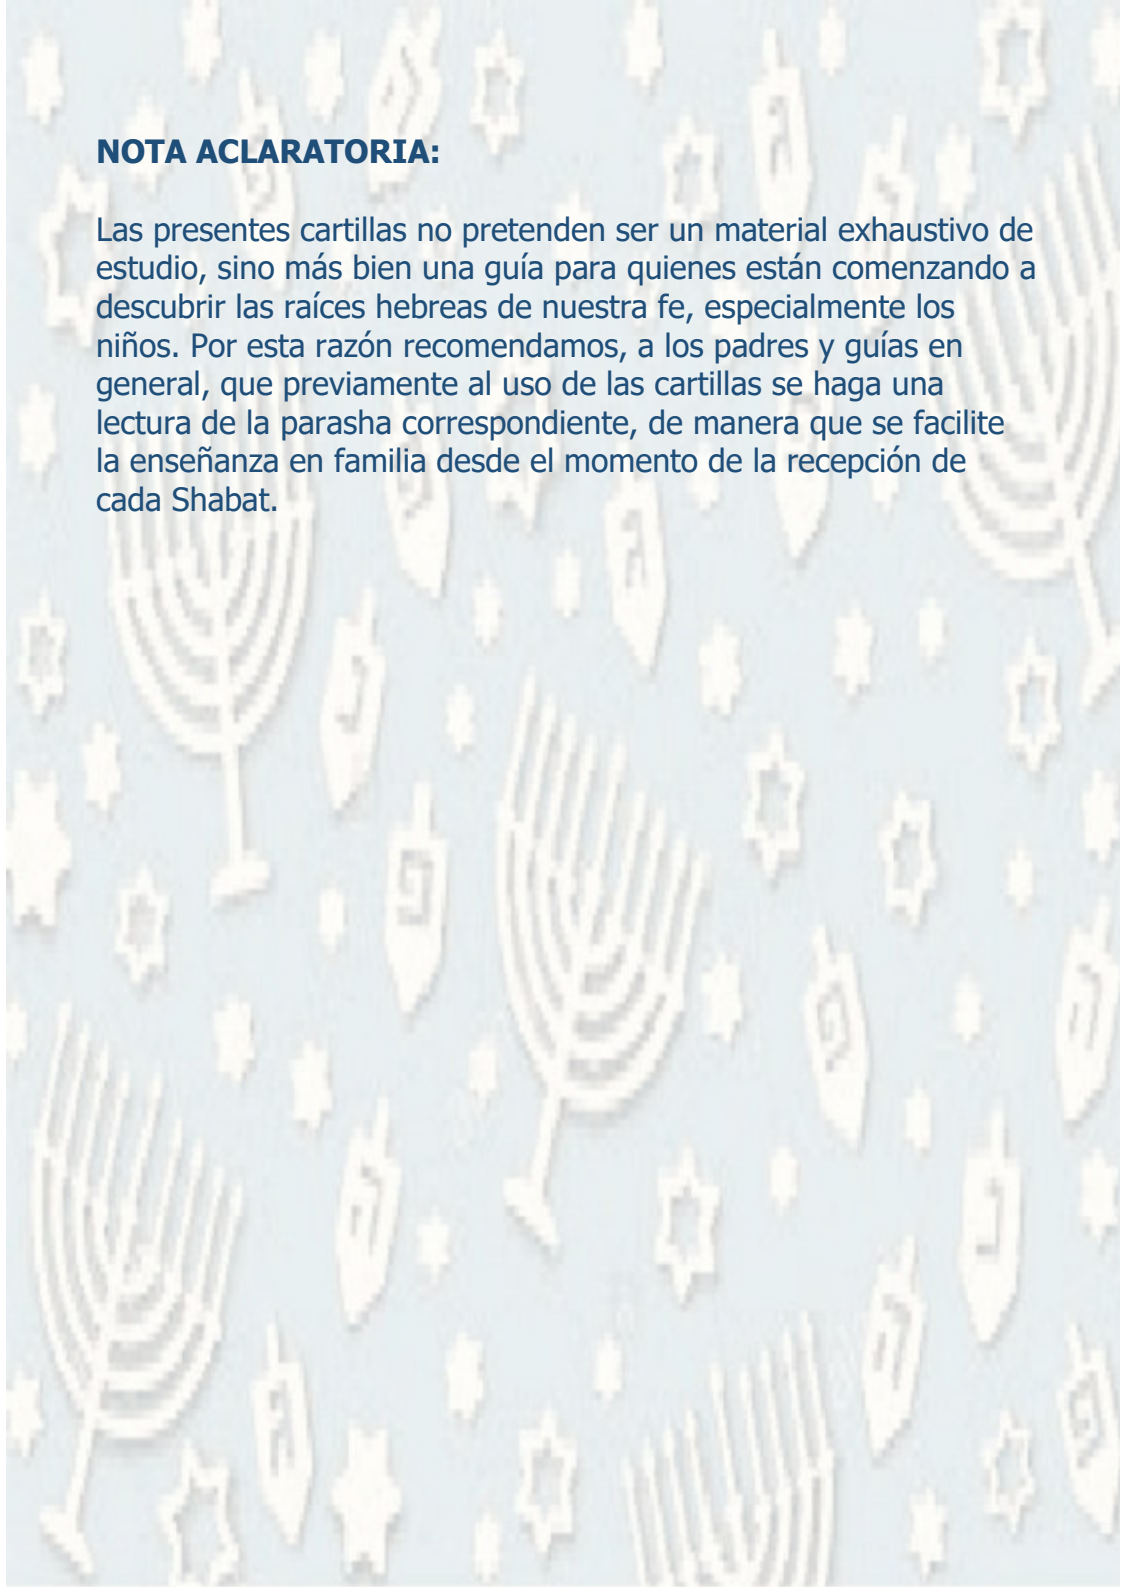 NOTA ACLARATORIA:
Las presentes cartillas no pretenden ser un material exhaustivo de
estudio, sino más bien una guía para quienes están comenzando a
descubrir las raíces hebreas de nuestra fe, especialmente los
niños. Por esta razón recomendamos, a los padres y guías en
general, que previamente al uso de las cartillas se haga una
lectura de la parasha correspondiente, de manera que se facilite
la enseñanza en familia desde el momento de la recepción de
cada Shabat.